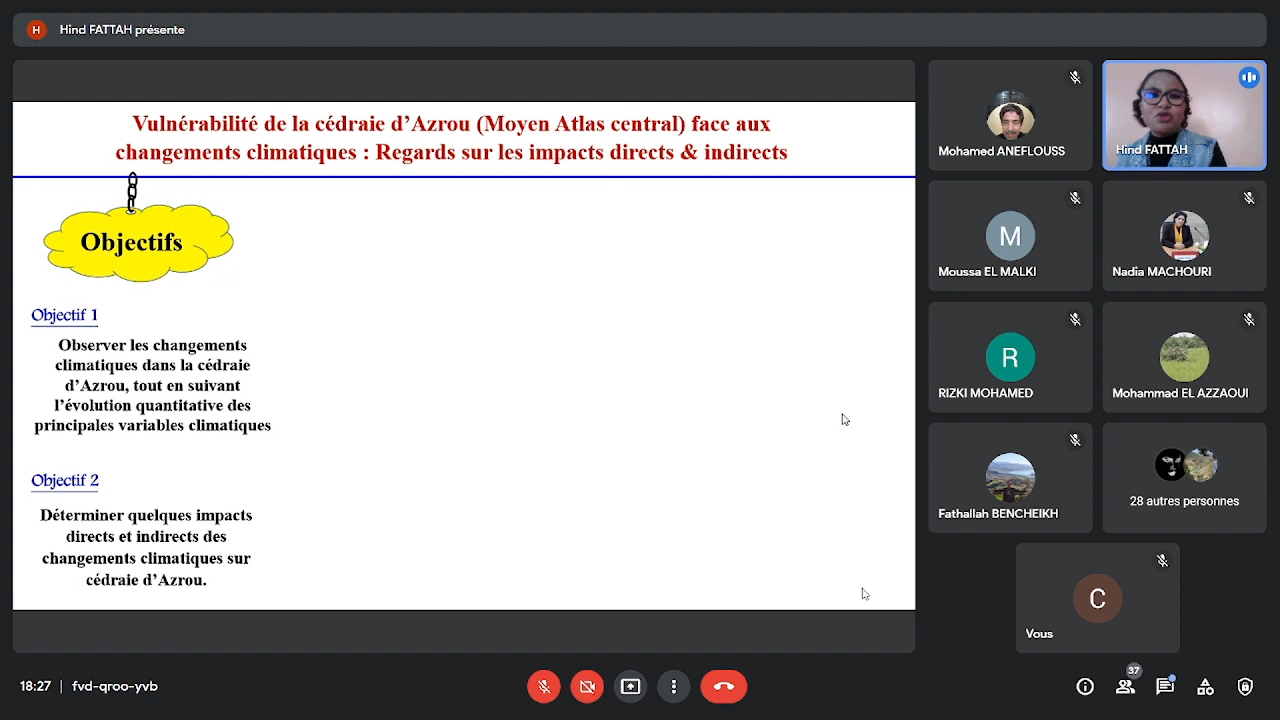 H Hind FATTAH présente
Vulnérabilité de la cédraie d’Azrou (Moyen Atlas central) face aux
changements climatiques : Regards sur les impacts directs & indirects
Objectifs
Objectif 1
Observer les changements
climatiques dans la cédraie
d’Azrou, tout en suivant
l’évolution quantitative des
principales variables climatiques
Objectif 2
Déterminer quelques impacts
directs et indirects des
changements climatiques sur
cédraie d’Azrou.
Mohamed ANEFLOUSS
Hind FATTAH
M
Moussa EL MALKI
Nadia MACHOURI
R
RIZKI MOHAMED
Mohammad EL AZZAOUI
Fathallah BENCHEIKH
28 autres personnes
C
Vous
18:27 | fvd-qroo-yvb
37